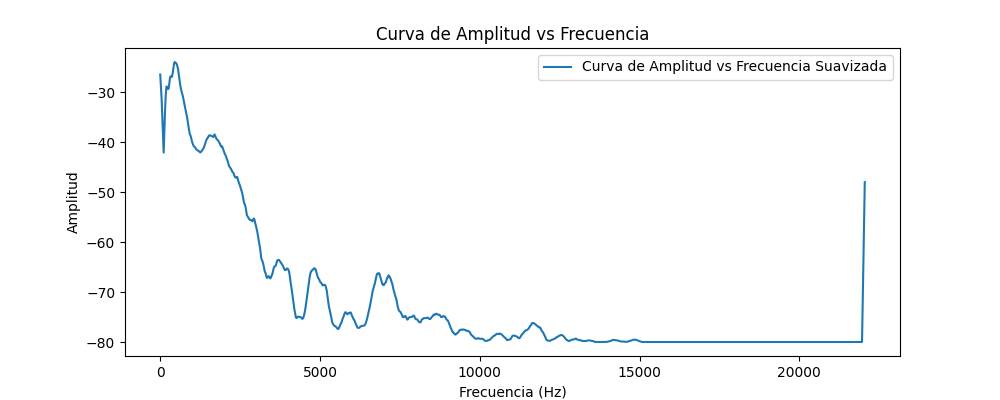 Curva de Amplitud vs Frecuencia
Curva de Amplitud vs Frecuencia Suavizada
Amplitud
−30
−40
−50
−60
−70
−80
0 5000 10000 15000 20000
Frecuencia (Hz)